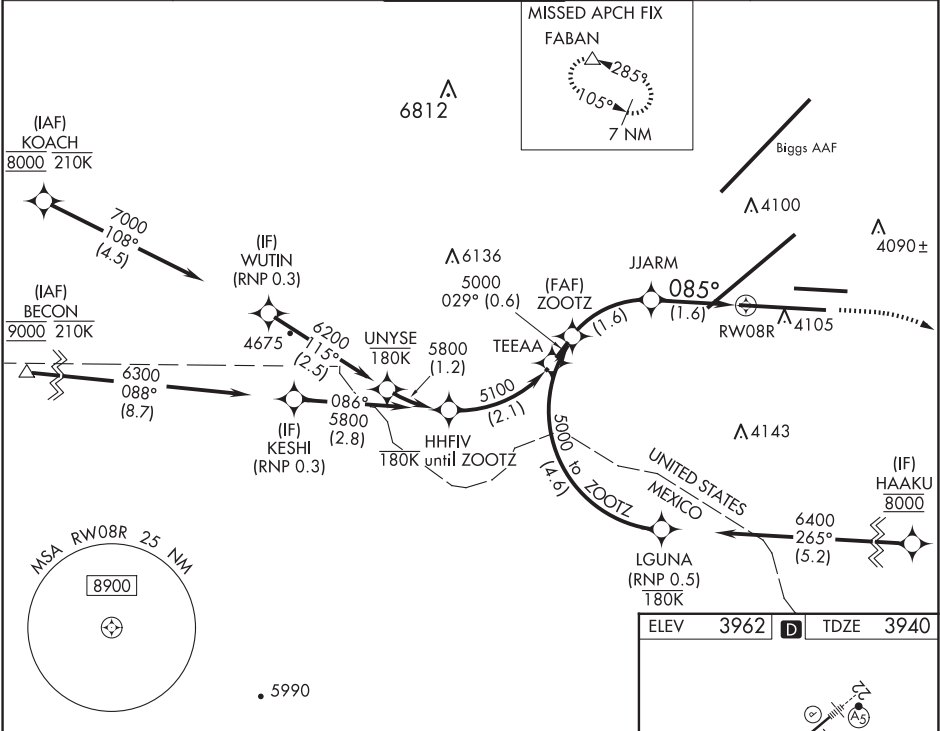 MISSED APCH FIX
FABAN
285°
105°
7 NM
6812
(IAF)
KOACH
8000 210K
7000
108°
(4.5)
Biggs AAF
4100
4090±
(IF)
WUTIN
(RNP 0.3)
6136
5000
029° (0.6)
(FAF)
ZOOTZ
JJARM
085°
(1.6)
(1.6)
RW08R
4105
(IAF)
BECON
9000 210K
4675
6200
115°
(2.5)
UNYSE
180K
5800
(1.2)
TEEAA
6300
088°
(8.7)
086°
5800
(2.8)
5100
(2.1)
(IF)
KESHI
(RNP 0.3)
HHFIV
180K until ZOOTZ
5000 to ZOOTZ
(4.6)
4143
UNITED STATES
MEXICO
(IF)
HAAKU
8000
6400
265°
(5.2)
LGUNA
(RNP 0.5)
180K
MSA RW08R 25 NM
8900
5990
ELEV 3962 D TDZE 3940
22
A5